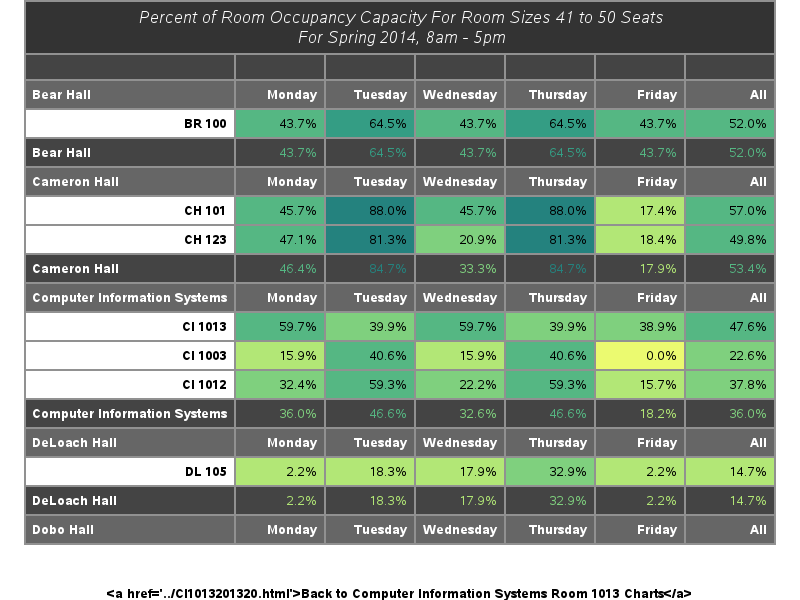 Percent of Room Occupancy Capacity For Room Sizes 41 to 50 Seats
For Spring 2014, 8am - 5pm
Bear Hall Monday Tuesday Wednesday Thursday Friday All
BR 100 43.7% 64.5% 43.7% 64.5% 43.7% 52.0%
Bear Hall 43.7% 64.5% 43.7% 64.5% 43.7% 52.0%
Cameron Hall Monday Tuesday Wednesday Thursday Friday All
CH 101 45.7% 88.0% 45.7% 88.0% 17.4% 57.0%
CH 123 47.1% 81.3% 20.9% 81.3% 18.4% 49.8%
Cameron Hall 46.4% 84.7% 33.3% 84.7% 17.9% 53.4%
Computer Information Systems Monday Tuesday Wednesday Thursday Friday All
CI 1013 59.7% 39.9% 59.7% 39.9% 38.9% 47.6%
CI 1003 15.9% 40.6% 15.9% 40.6% 0.0% 22.6%
CI 1012 32.4% 59.3% 22.2% 59.3% 15.7% 37.8%
Computer Information Systems 36.0% 46.6% 32.6% 46.6% 18.2% 36.0%
DeLoach Hall Monday Tuesday Wednesday Thursday Friday All
DL 105 2.2% 18.3% 17.9% 32.9% 2.2% 14.7%
DeLoach Hall 2.2% 18.3% 17.9% 32.9% 2.2% 14.7%
Dobo Hall Monday Tuesday Wednesday Thursday Friday All
<a href='../CI1013201320.html'>Back to Computer Information Systems Room 1013 Charts</a>